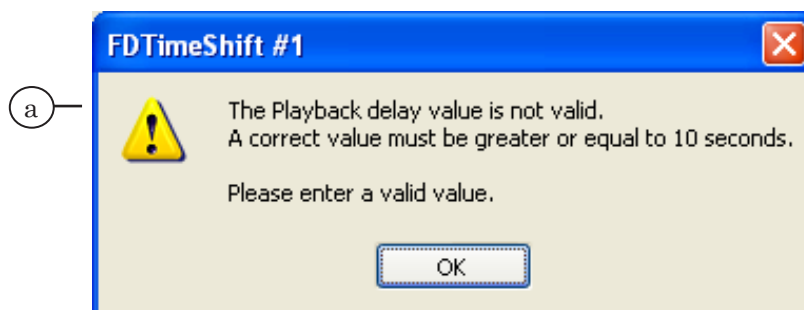 FDTimeShift #1
a
The Playback delay value is not valid.
A correct value must be greater or equal to 10 seconds.
Please enter a valid value.
OK